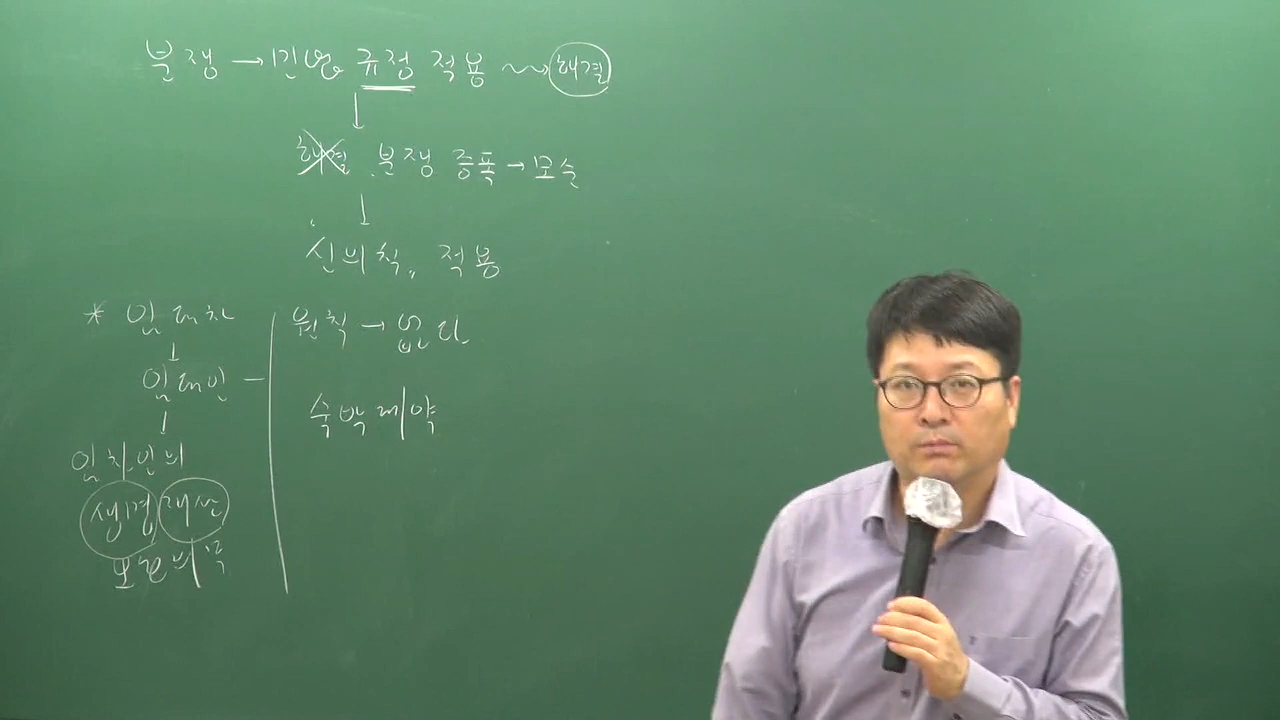 분쟁 → 민법 규정 적용 → 해결
↓
해결 분쟁 증폭 → 모순
↓
신의칙 적용
* 임대차
↓
임대인 -
↓
임차인의
생명 재산
보호의무
원칙 → 없다
숙박계약